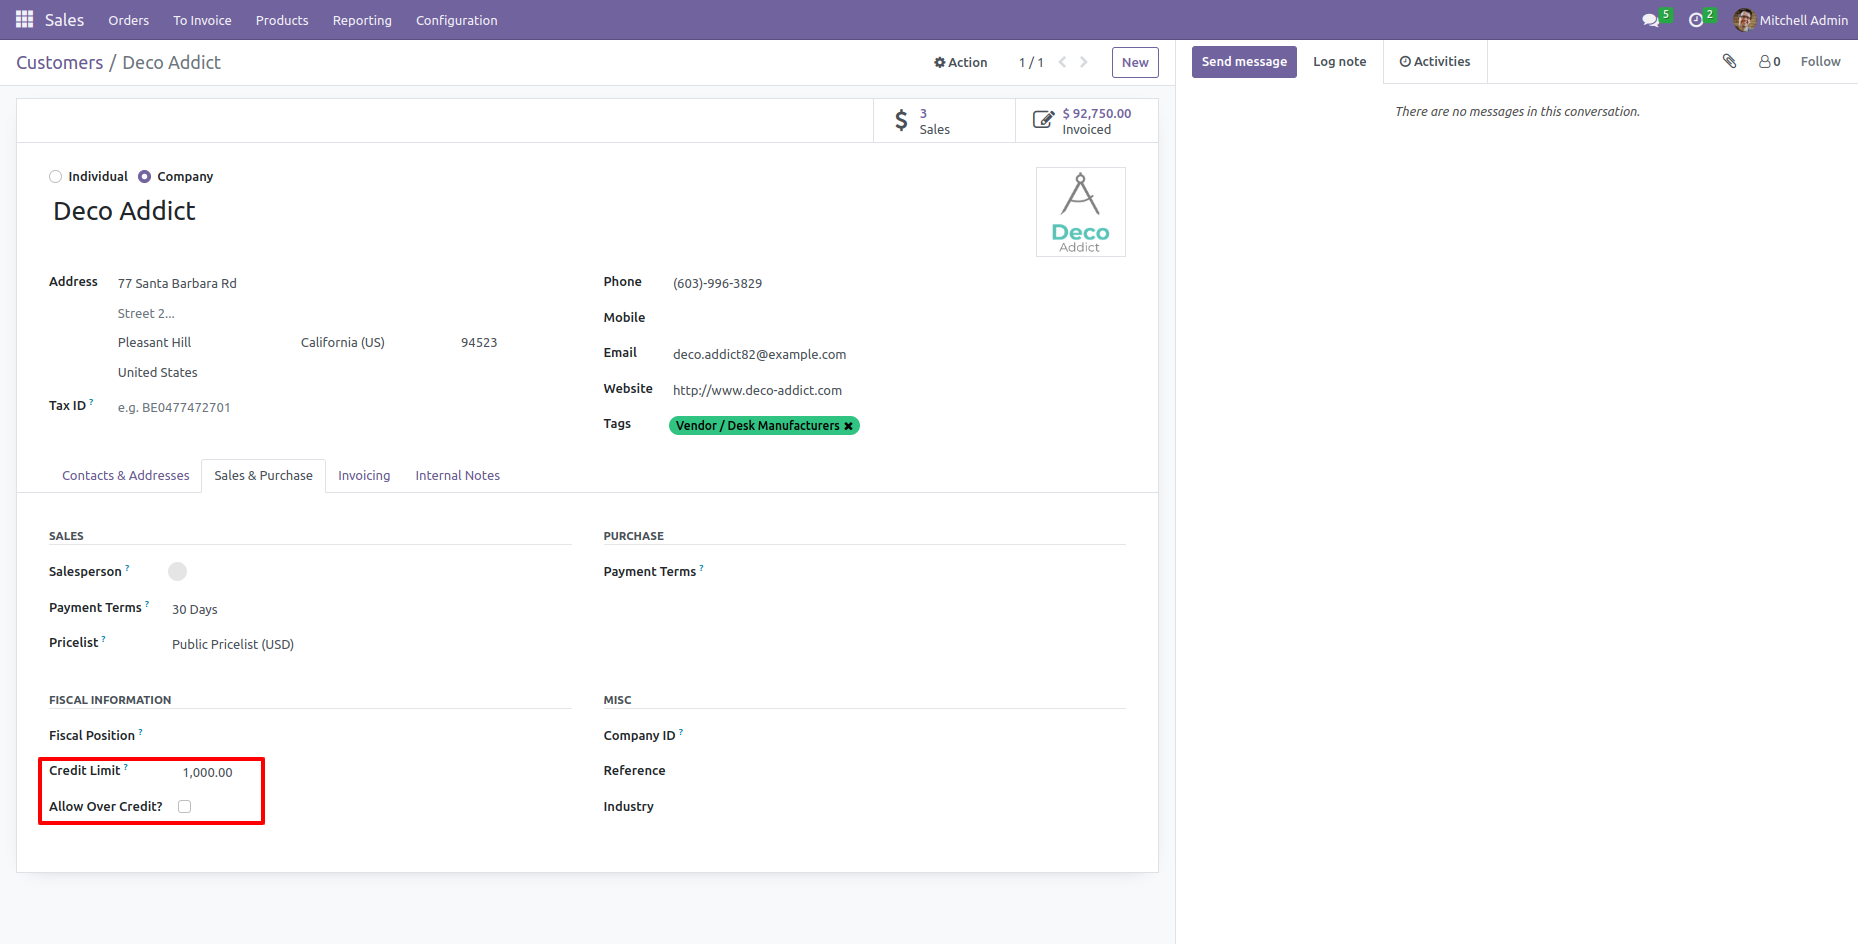 Sales Orders To Invoice Products Reporting Configuration 5 2 Mitchell Admin
Customers / Deco Addict Action 1 / 1 New
Send message Log note Activities 0 Follow
3
Sales
$ 92,750.00
Invoiced
There are no messages in this conversation.
Individual Company
Deco Addict
Deco
Addict
Address 77 Santa Barbara Rd
Street 2...
Pleasant Hill California (US) 94523
United States
Tax ID ? e.g. BE0477472701
Phone (603)-996-3829
Mobile
Email deco.addict82@example.com
Website http://www.deco-addict.com
Tags Vendor / Desk Manufacturers ✖
Contacts & Addresses Sales & Purchase Invoicing Internal Notes
SALES
Salesperson ?
Payment Terms ? 30 Days
Pricelist ? Public Pricelist (USD)
PURCHASE
Payment Terms ?
FISCAL INFORMATION
Fiscal Position ?
Credit Limit ? 1,000.00
Allow Over Credit?
MISC
Company ID ?
Reference
Industry